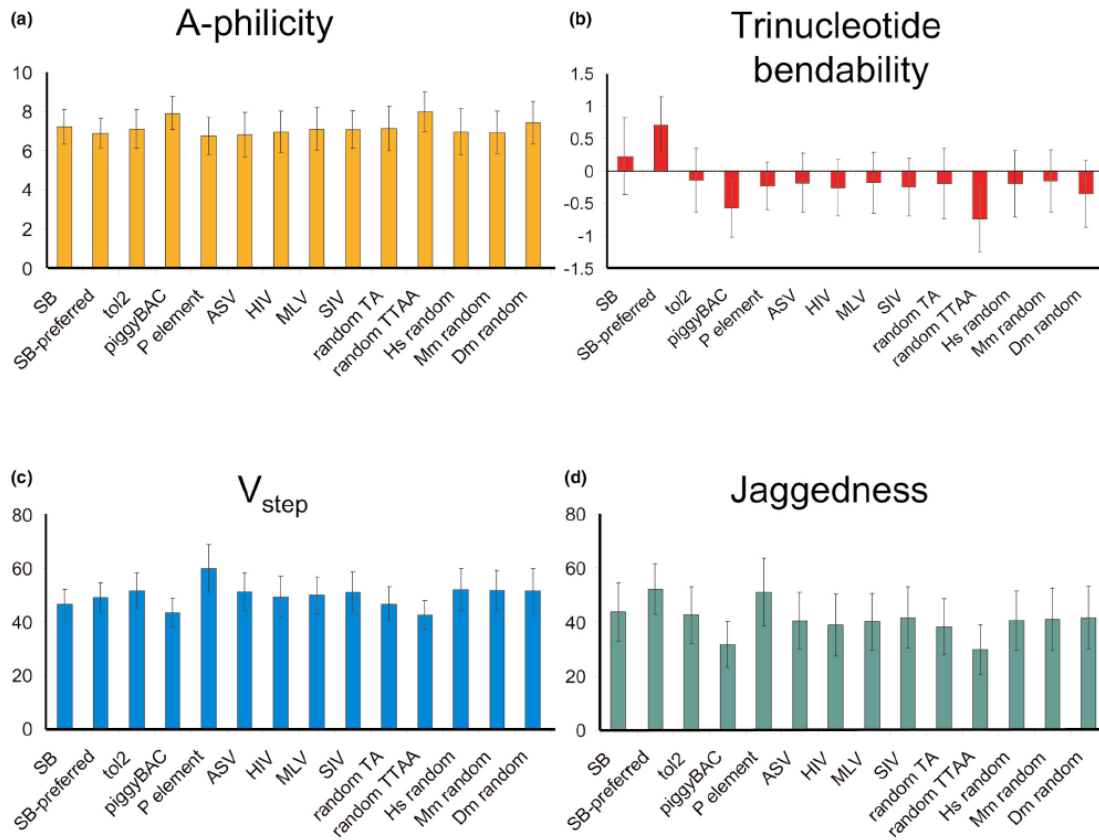 (a)
A-philicity
10
8
6
4
2
0
SB
SB-preferred
tol2
piggyBAC
P element
ASV
HIV
MLV
SIV
random TA
random TTAA
Hs random
Mm random
Dm random
(b)
Trinucleotide
bendability
1.5
1
0.5
0
-0.5
-1
-1.5
SB
SB-preferred
tol2
piggyBAC
P element
ASV
HIV
MLV
SIV
random TA
random TTAA
Hs random
Mm random
Dm random
(c)
Vstep
80
60
40
20
0
SB
SB-preferred
tol2
piggyBAC
P element
ASV
HIV
MLV
SIV
random TA
random TTAA
Hs random
Mm random
Dm random
(d)
Jaggedness
80
60
40
20
0
SB
SB-preferred
tol2
piggyBAC
P element
ASV
HIV
MLV
SIV
random TA
random TTAA
Hs random
Mm random
Dm random